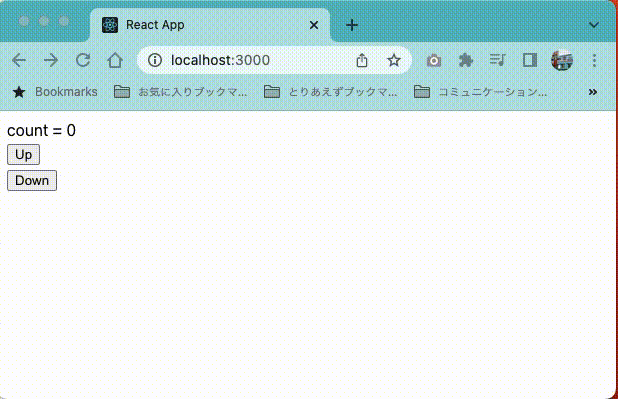 React App
localhost:3000
Bookmarks お気に入りブックマ... とりあえずブックマ... コミュニケーション... »
count = 0
Up
Down